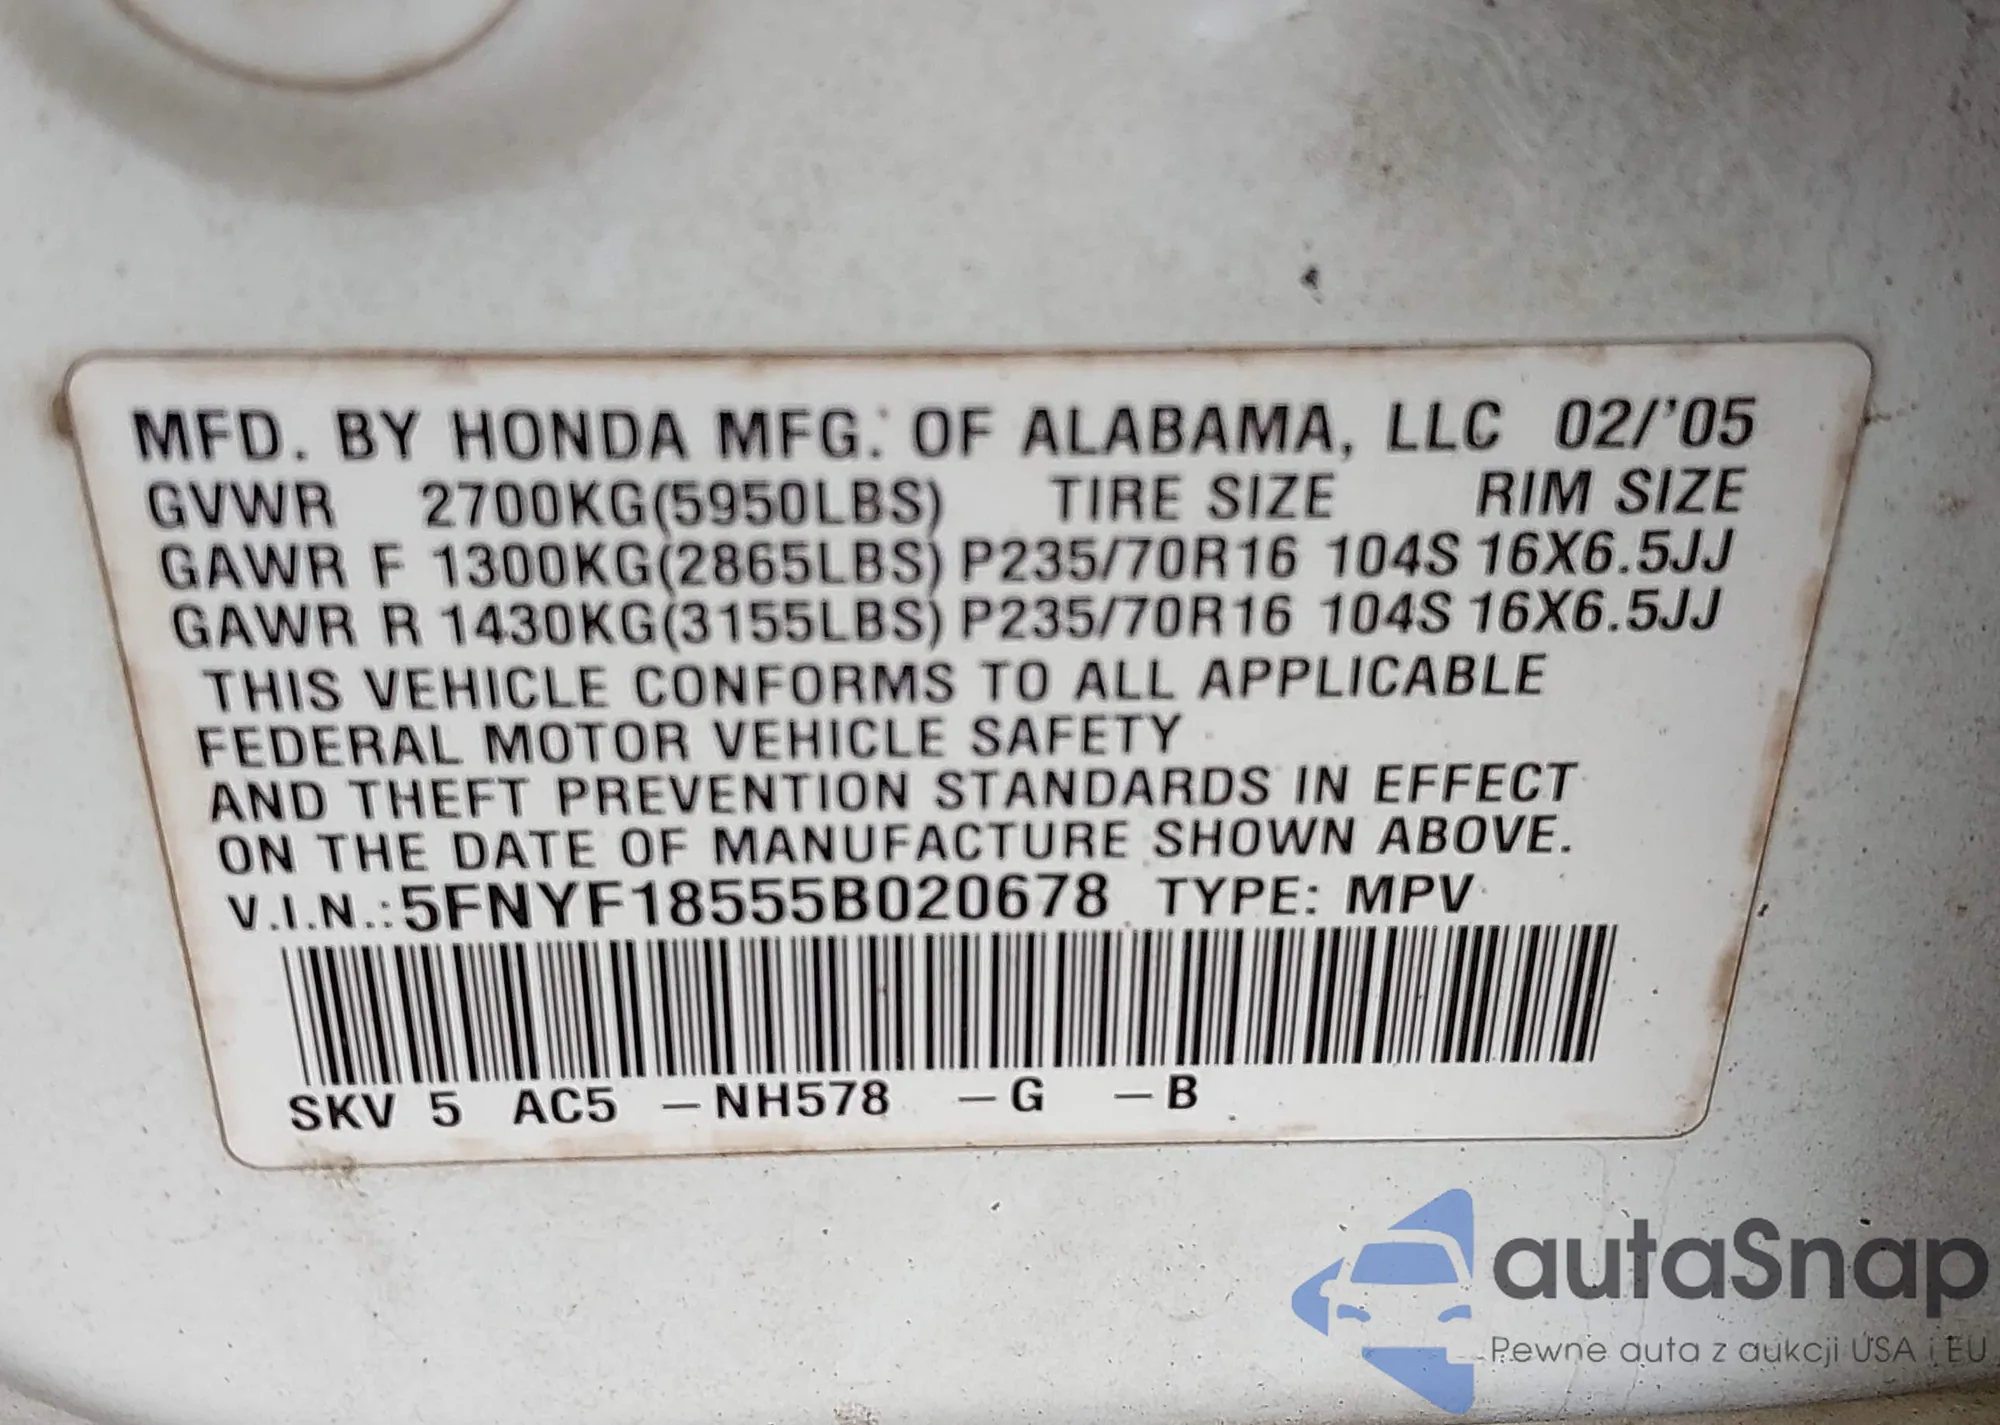 MFD. BY HONDA MFG. OF ALABAMA, LLC 02/'05
GVWR 2700KG(5950LBS) TIRE SIZE RIM SIZE
GAWR F 1300KG(2865LBS) P235/70R16 104S 16X6.5JJ
GAWR R 1430KG(3155LBS) P235/70R16 104S 16X6.5JJ
THIS VEHICLE CONFORMS TO ALL APPLICABLE
FEDERAL MOTOR VEHICLE SAFETY
AND THEFT PREVENTION STANDARDS IN EFFECT
ON THE DATE OF MANUFACTURE SHOWN ABOVE.
V.I.N.: 5FNYF18555B020678 TYPE: MPV
SKV 5 AC5 –NH578 –G –B
autaSnap
Pewne auta z aukcji USA i EU